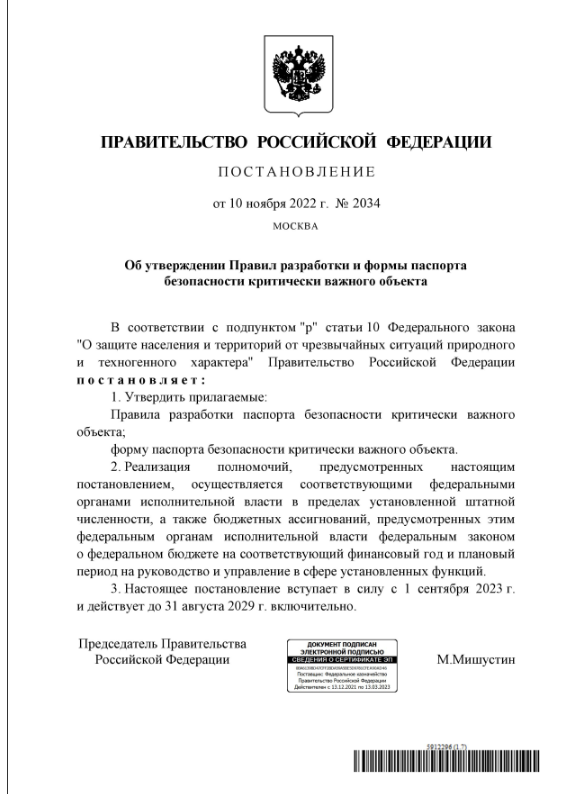 ПРАВИТЕЛЬСТВО РОССИЙСКОЙ ФЕДЕРАЦИИ
ПОСТАНОВЛЕНИЕ
от 10 ноября 2022 г. № 2034
МОСКВА
Об утверждении Правил разработки и формы паспорта
безопасности критически важного объекта
В соответствии с подпунктом "р" статьи 10 Федерального закона
"О защите населения и территорий от чрезвычайных ситуаций природного
и техногенного характера" Правительство Российской Федерации
постановляет:
1. Утвердить прилагаемые:
Правила разработки паспорта безопасности критически важного
объекта;
форму паспорта безопасности критически важного объекта.
2. Реализация полномочий, предусмотренных настоящим
постановлением, осуществляется соответствующими федеральными
органами исполнительной власти в пределах установленной штатной
численности, а также бюджетных ассигнований, предусмотренных этим
федеральным органам исполнительной власти федеральным законом
о федеральном бюджете на соответствующий финансовый год и плановый
период на руководство и управление в сфере установленных функций.
3. Настоящее постановление вступает в силу с 1 сентября 2023 г.
и действует до 31 августа 2029 г. включительно.
Председатель Правительства
Российской Федерации
ДОКУМЕНТ ПОДПИСАН
ЭЛЕКТРОННОЙ ПОДПИСЬЮ
СВЕДЕНИЯ О СЕРТИФИКАТЕ ЭП
Поставщик: Федеральное казначейство
Правительство Российской Федерации
Действителен с 13.12.2021 по 13.03.2023
М.Мишустин
5912296 (1.7)